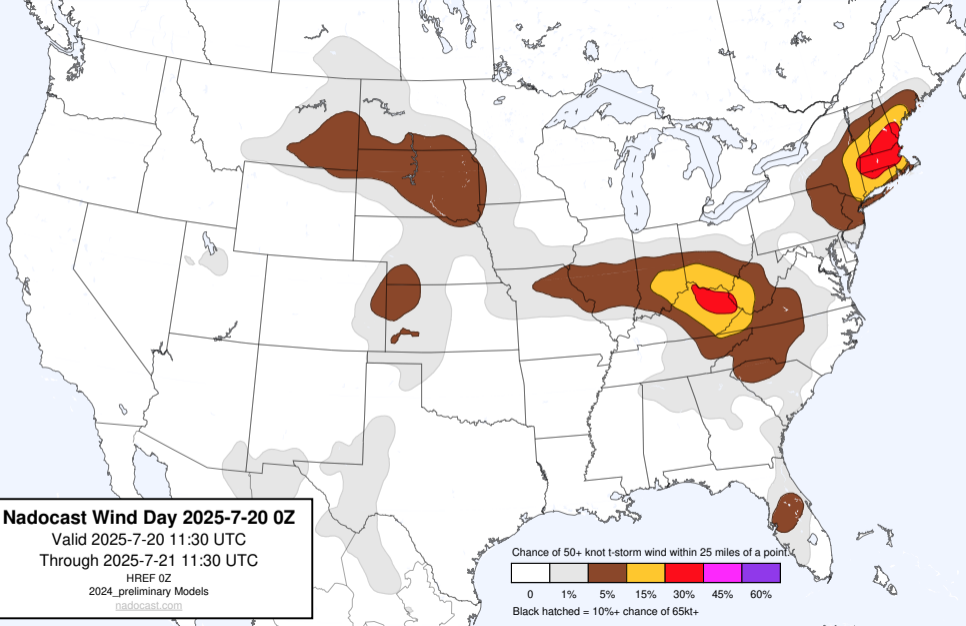 Nadocast Wind Day 2025-7-20 0Z
Valid 2025-7-20 11:30 UTC
Through 2025-7-21 11:30 UTC
HREF 0Z
2024_preliminary Models
nadocast.com
Chance of 50+ knot t-storm wind within 25 miles of a point.
0 1% 5% 15% 30% 45% 60%
Black hatched = 10%+ chance of 65kt+